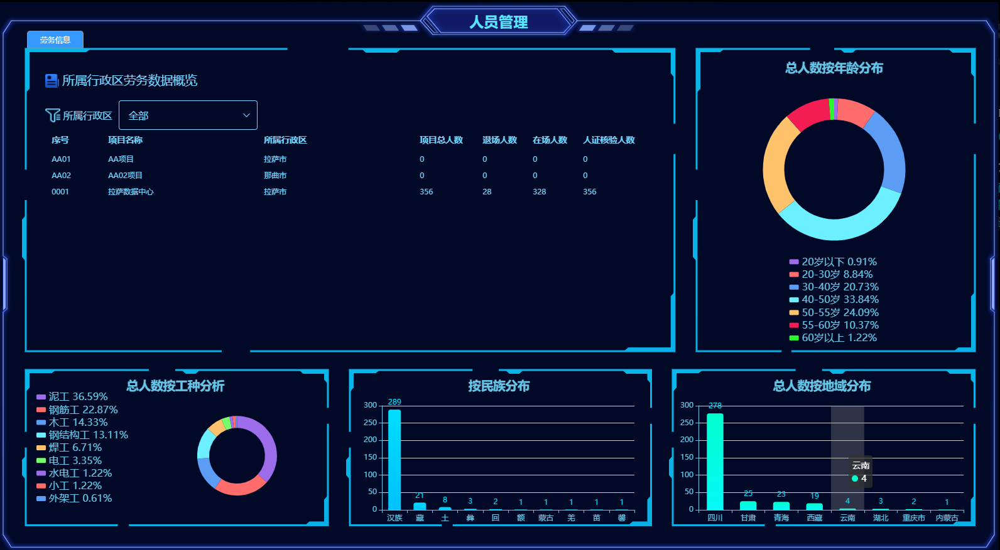 人员管理
劳务信息
所属行政区劳务数据概览
所属行政区 全部
序号 项目名称 所属行政区 项目总人数 退场人数 在场人数 人证核验人数
AA01 AA项目 拉萨市 0 0 0 0
AA02 AA02项目 那曲市 0 0 0 0
0001 拉萨数据中心 拉萨市 356 28 328 356
总人数按年龄分布
20岁以下 0.91%
20-30岁 8.84%
30-40岁 20.73%
40-50岁 33.84%
50-55岁 24.09%
55-60岁 10.37%
60岁以上 1.22%
总人数按工种分析
泥工 36.59%
钢筋工 22.87%
木工 14.33%
钢结构工 13.11%
焊工 6.71%
电工 3.35%
水电工 1.22%
小工 1.22%
外架工 0.61%
按民族分布
300
250
200
150
100
50
0
289 21 8 3 2 1 1 1 1 1
汉族 藏 土 彝 回 额 蒙古 羌 苗 馨
总人数按地域分布
300
250
200
150
100
50
0
278 25 23 19 4 3 2 1
云南
4
四川 甘肃 青海 西藏 云南 湖北 重庆市 内蒙古